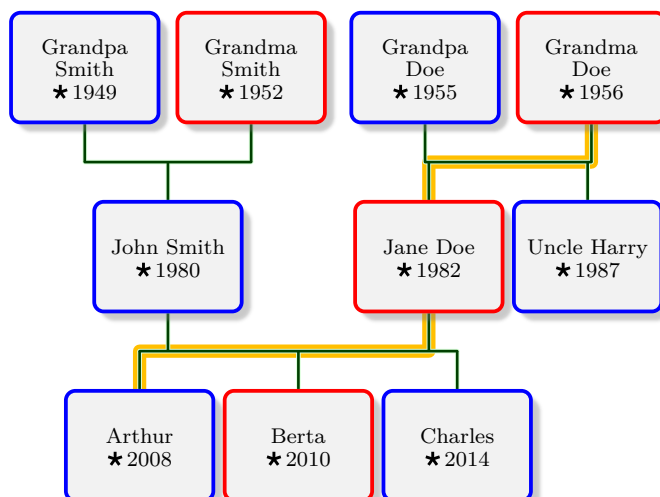 Grandpa
Smith
★1949
Grandma
Smith
★1952
Grandpa
Doe
★1955
Grandma
Doe
★1956
John Smith
★1980
Jane Doe
★1982
Uncle Harry
★1987
Arthur
★2008
Berta
★2010
Charles
★2014